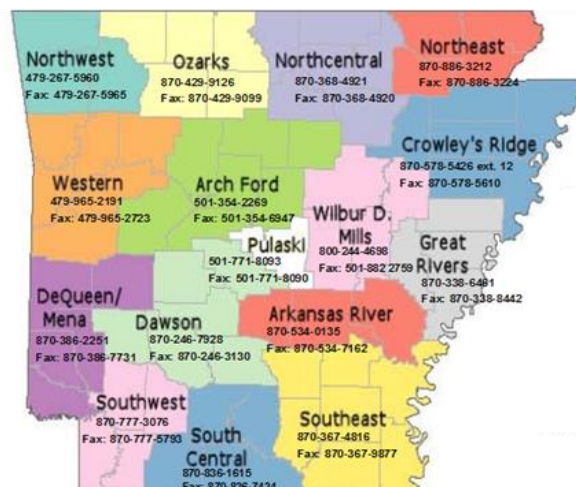 Northwest
479-267-5960
Fax: 479-267-5965
Ozarks
870-429-9126
Fax: 870-429-9099
Northcentral
870-368-4921
Fax: 870-368-4920
Northeast
870-886-3212
Fax: 870-886-3224
Crowley's Ridge
870-578-5426 ext. 12
Fax: 870-578-5610
Western
479-965-2191
Fax: 479-965-2723
Arch Ford
501-354-2269
Fax: 501-354-6947
Wilbur D.
Mills
800-244-4698
Fax: 501-882 2759
Pulaski
501-771-8093
Fax: 501-771-8090
Great
Rivers
870-338-6461
Fax: 870-338-8442
DeQueen/
Mena
870-386-2251
Fax: 870-386-7731
Dawson
870-246-7928
Fax: 870-246-3130
Arkansas River
870-534-0135
Fax: 870-534-7162
Southwest
870-777-3076
Fax: 870-777-5793
South
Central
870-836-1615
Southeast
870-367-4816
Fax: 870-367-9877